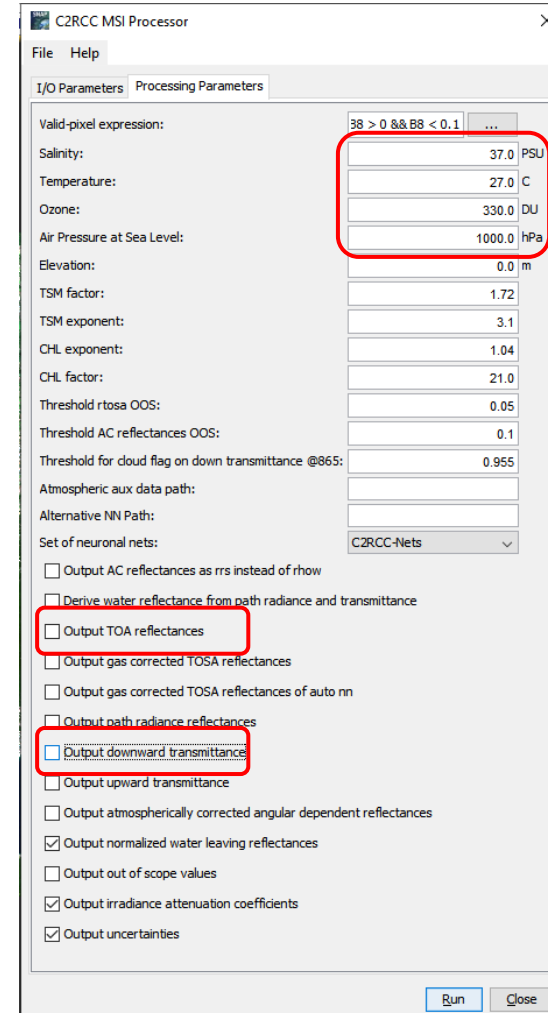 C2RCC MSI Processor
File Help
I/O Parameters Processing Parameters
Valid-pixel expression: 38 > 0 && B8 < 0.1 ...
Salinity: 37.0 PSU
Temperature: 27.0 C
Ozone: 330.0 DU
Air Pressure at Sea Level: 1000.0 hPa
Elevation: 0.0 m
TSM factor: 1.72
TSM exponent: 3.1
CHL exponent: 1.04
CHL factor: 21.0
Threshold rtosa OOS: 0.05
Threshold AC reflectances OOS: 0.1
Threshold for cloud flag on down transmittance @865: 0.955
Atmospheric aux data path:
Alternative NN Path:
Set of neuronal nets: C2RCC-Nets
Output AC reflectances as rrs instead of rhow
Derive water reflectance from path radiance and transmittance
Output TOA reflectances
Output gas corrected TOSA reflectances
Output gas corrected TOSA reflectances of auto nn
Output path radiance reflectances
Output downward transmittance
Output upward transmittance
Output atmospherically corrected angular dependent reflectances
Output normalized water leaving reflectances
Output out of scope values
Output irradiance attenuation coefficients
Output uncertainties
Run Close